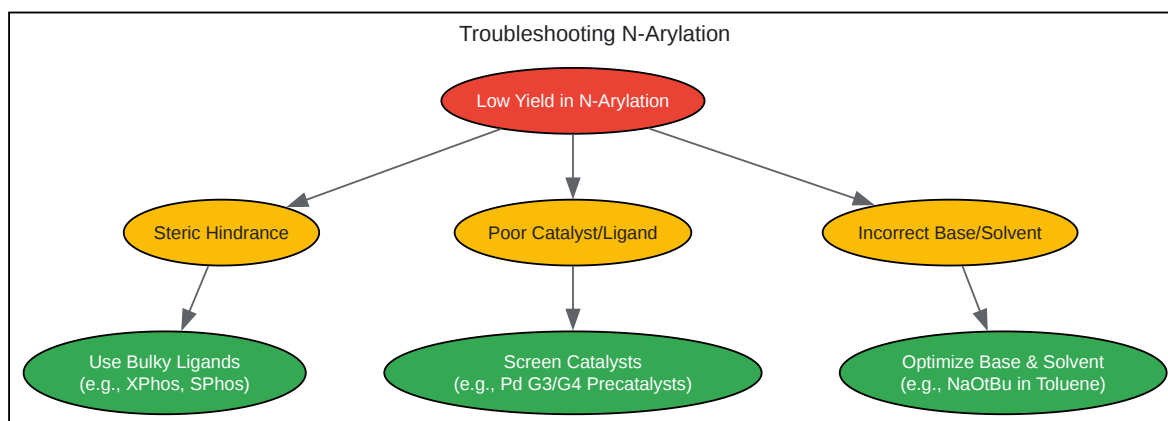 Troubleshooting N-Arylation
Low Yield in N-Arylation
Steric Hindrance
Poor Catalyst/Ligand
Incorrect Base/Solvent
Use Bulky Ligands
(e.g., XPhos, SPhos)
Screen Catalysts
(e.g., Pd G3/G4 Precatalysts)
Optimize Base & Solvent
(e.g., NaOtBu in Toluene)